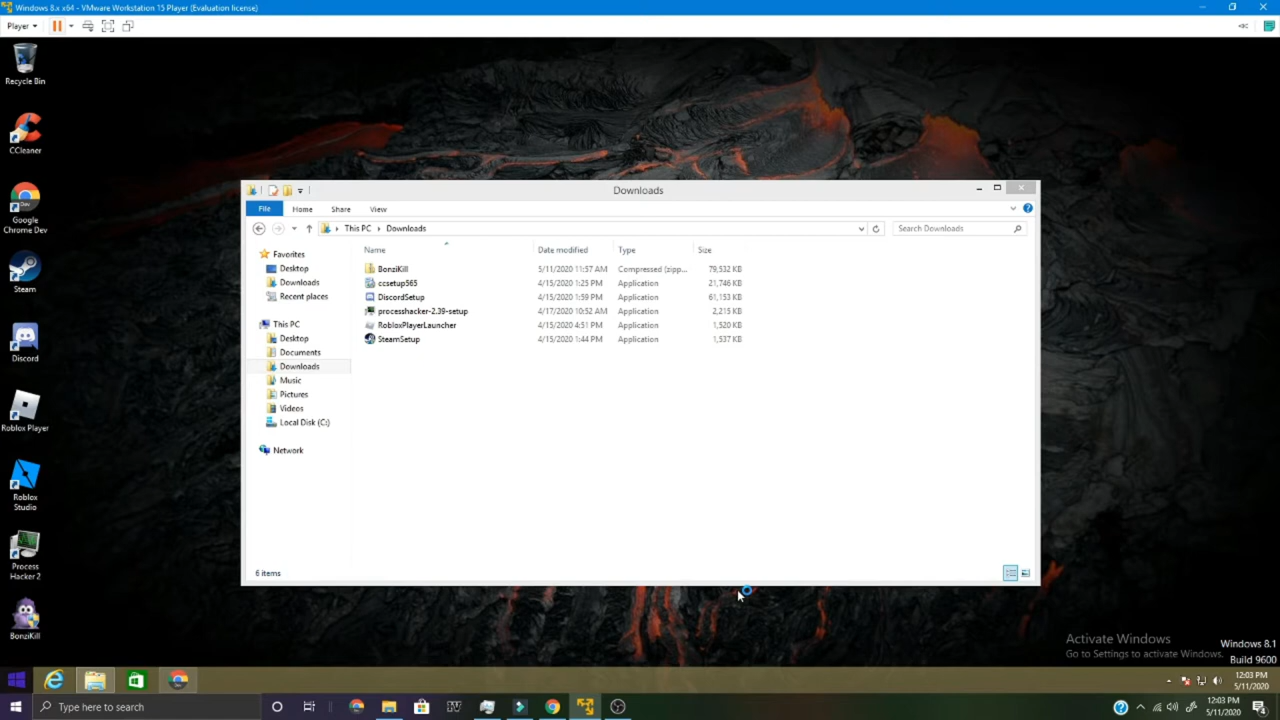 Windows 8.x x64 - VMware Workstation 15 Player (Evaluation license)
Player
Recycle Bin
CCleaner
Google
Chrome Dev
Steam
Discord
Roblox Player
Roblox
Studio
Process
Hacker 2
BonziKill
Downloads
File Home Share View
This PC Downloads
Search Downloads
Name Date modified Type Size
BonziKill 5/11/2020 11:57 AM Compressed (zipp... 79,532 KB
ccsetup565 4/15/2020 1:25 PM Application 21,746 KB
DiscordSetup 4/15/2020 1:59 PM Application 61,153 KB
processhacker-2.39-setup 4/17/2020 10:52 AM Application 2,215 KB
RobloxPlayerLauncher 4/15/2020 4:51 PM Application 1,520 KB
SteamSetup 4/15/2020 1:44 PM Application 1,537 KB
Favorites
Desktop
Downloads
Recent places
This PC
Desktop
Documents
Downloads
Music
Pictures
Videos
Local Disk (C:)
Network
6 items
Activate Windows
Go to Settings to activate Windows.
Windows 8.1
Build 9600
12:03 PM
5/11/2020
Type here to search
12:03 PM
5/11/2020